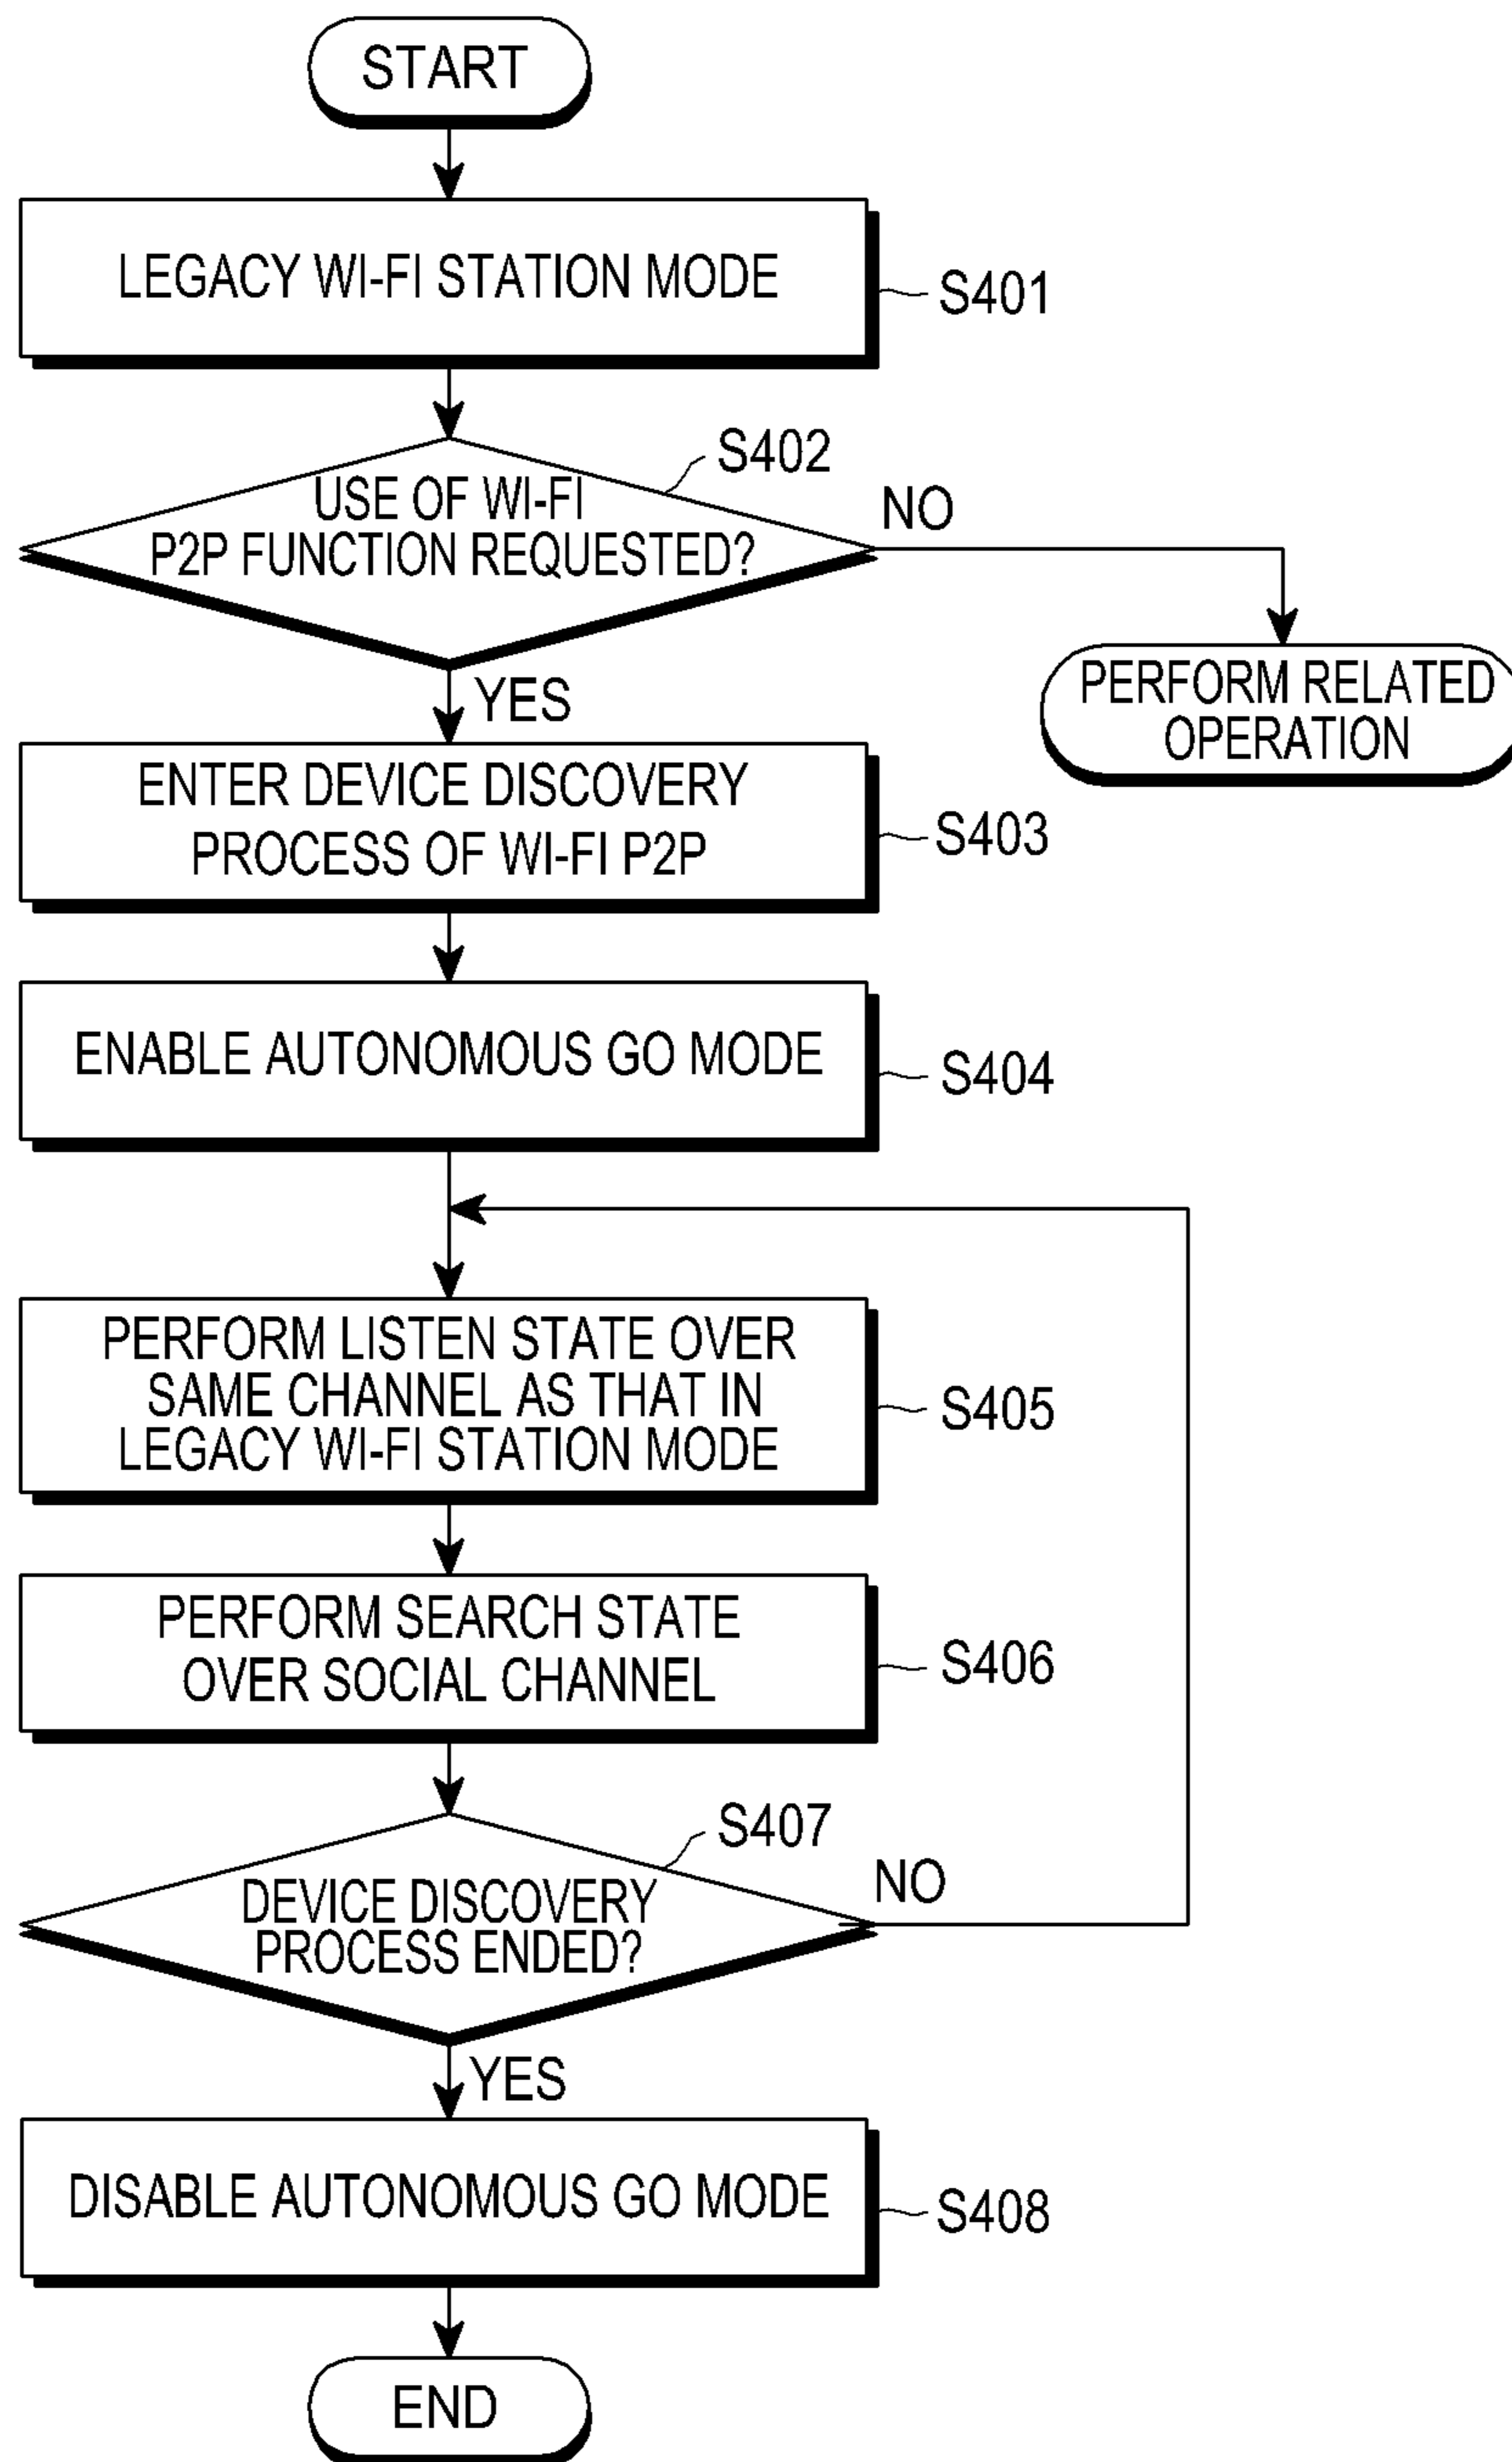 START
LEGACY WI-FI STATION MODE
S401
S402
USE OF WI-FI
P2P FUNCTION REQUESTED?
NO
PERFORM RELATED
OPERATION
YES
ENTER DEVICE DISCOVERY
PROCESS OF WI-FI P2P
S403
ENABLE AUTONOMOUS GO MODE
S404
PERFORM LISTEN STATE OVER
SAME CHANNEL AS THAT IN
LEGACY WI-FI STATION MODE
S405
PERFORM SEARCH STATE
OVER SOCIAL CHANNEL
S406
S407
DEVICE DISCOVERY
PROCESS ENDED?
NO
YES
DISABLE AUTONOMOUS GO MODE
S408
END